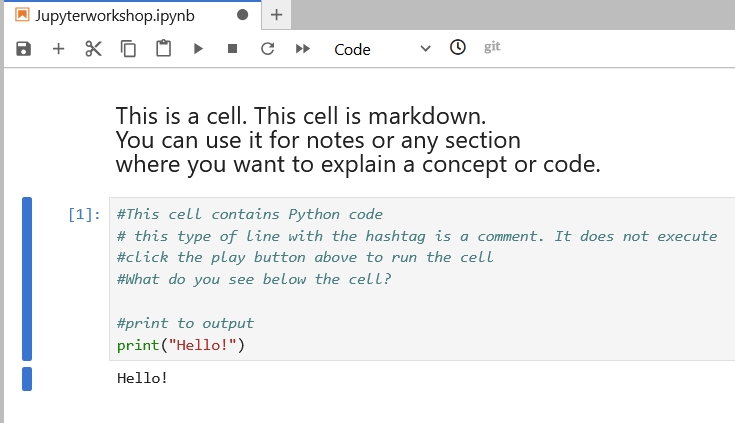 Jupyterworkshop.ipynb
Code
git
This is a cell. This cell is markdown.
You can use it for notes or any section
where you want to explain a concept or code.
[1]:
#This cell contains Python code
# this type of line with the hashtag is a comment. It does not execute
#click the play button above to run the cell
#What do you see below the cell?
#print to output
print("Hello!")
Hello!